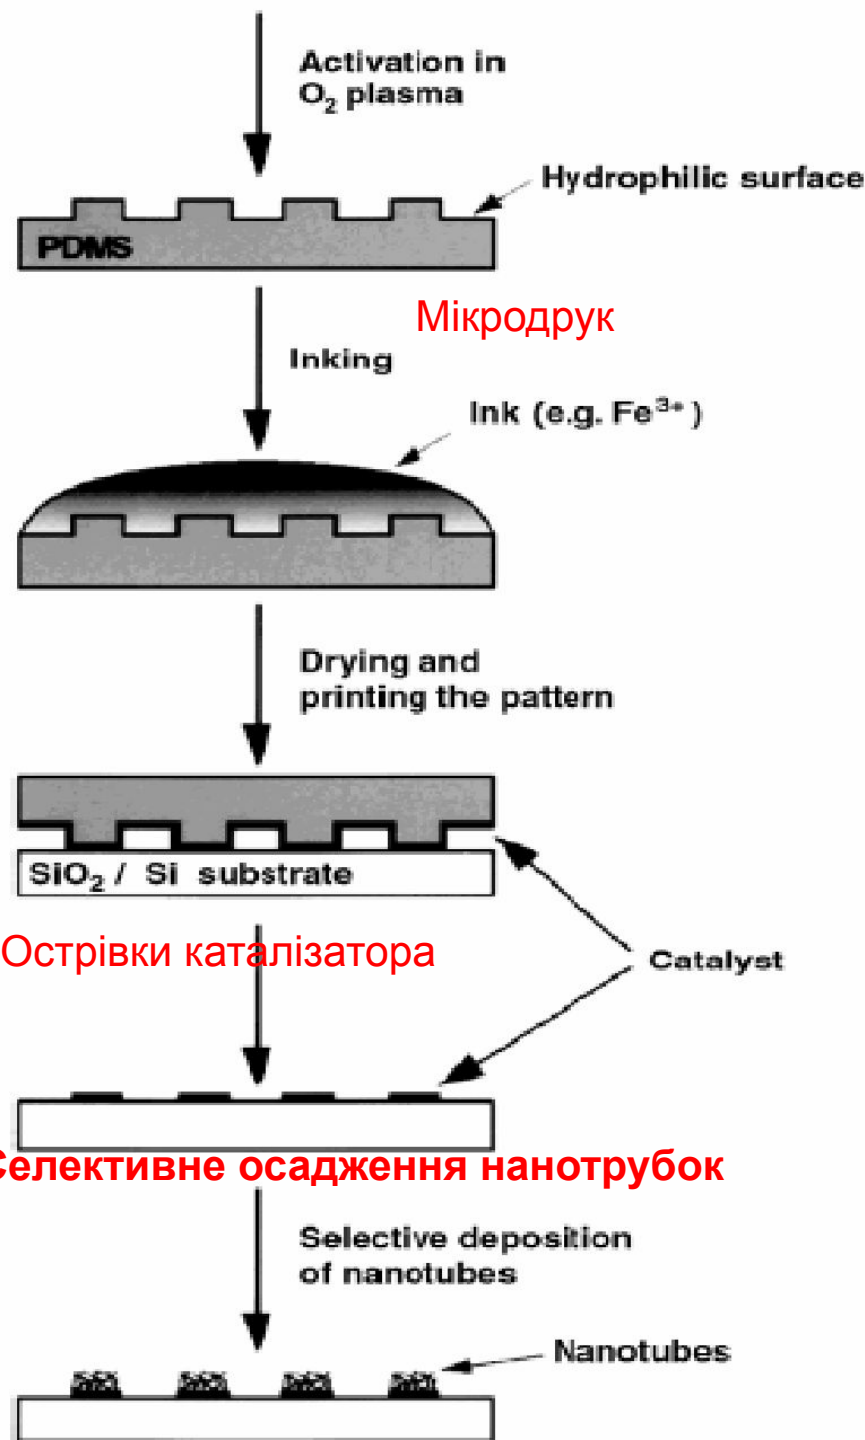 Activation in
O₂ plasma
Hydrophilic surface
PDMS
Мікродрук
Inking
Ink (e.g. Fe³⁺ )
Drying and
printing the pattern
SiO₂ / Si substrate
Острівки каталізатора
Catalyst
Селективне осадження нанотрубок
Selective deposition
of nanotubes
Nanotubes